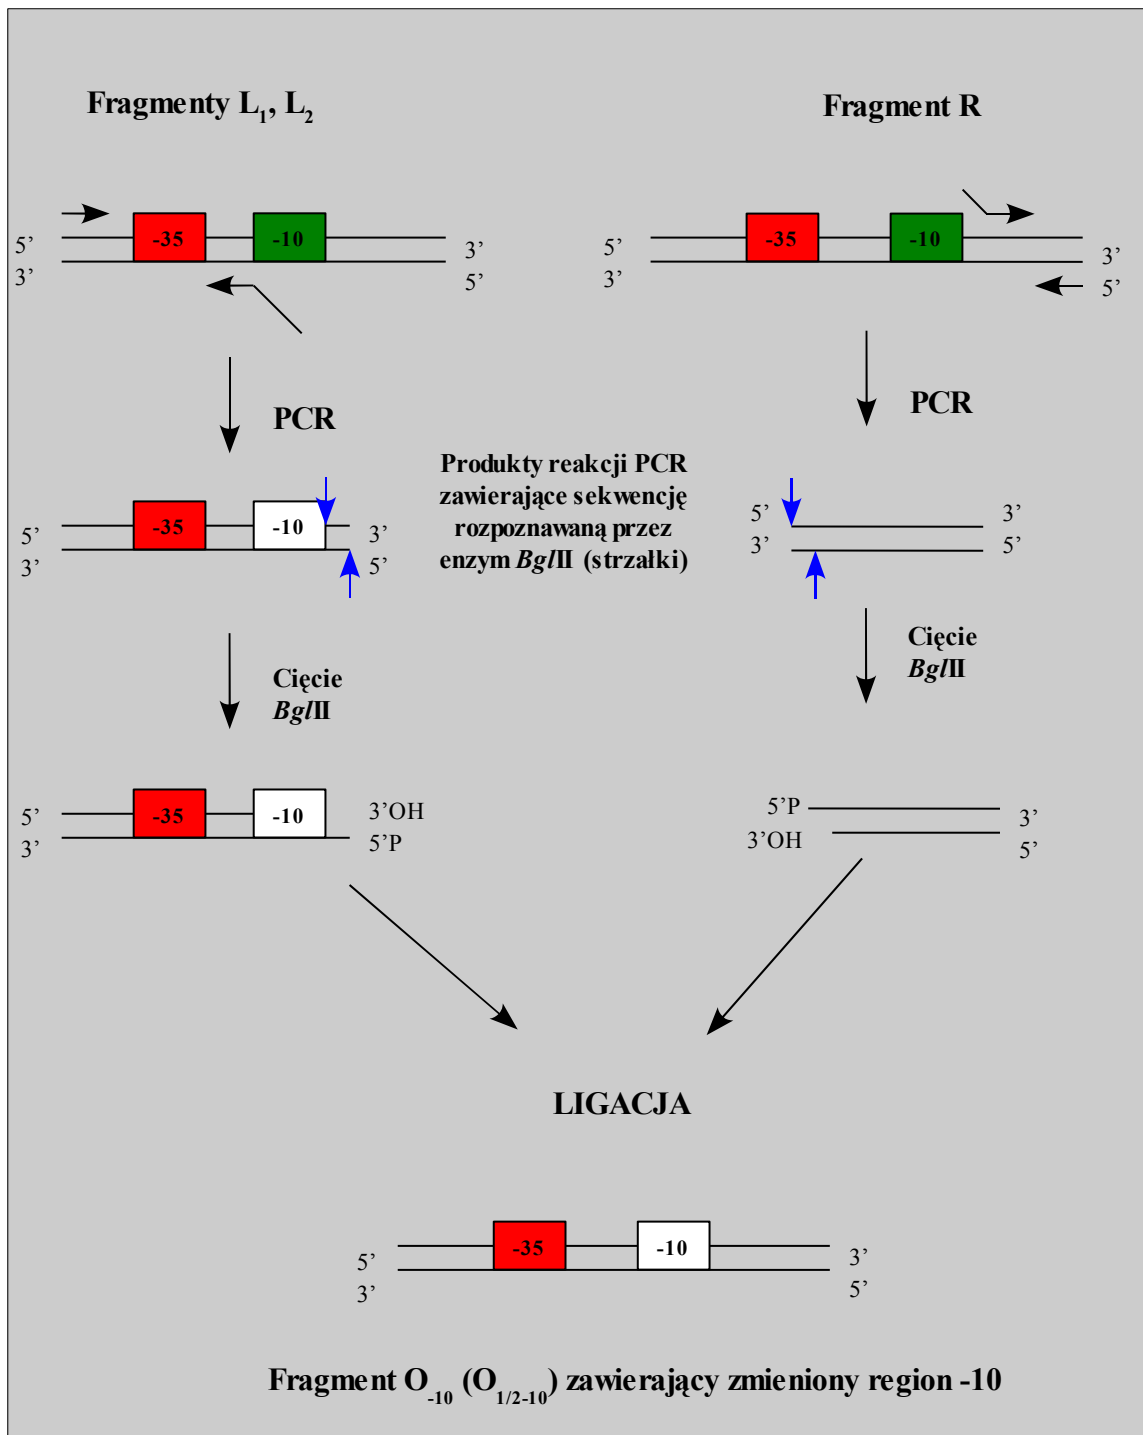 Fragmenty L1, L2
Fragment R
5’ -35 -10 3’
3’ 5’
5’ -35 -10 3’
3’ 5’
PCR
PCR
Produkty reakcji PCR
zawierające sekwencję
rozpoznawaną przez
enzym BglII (strzałki)
5’ -35 -10 3’
3’ 5’
5’ 3’
3’ 5’
Cięcie
BglII
Cięcie
BglII
5’ -35 -10 3’OH
3’ 5’P
5’P 3’
3’OH 5’
LIGACJA
5’ -35 -10 3’
3’ 5’
Fragment O-10 (O1/2-10) zawierający zmieniony region -10